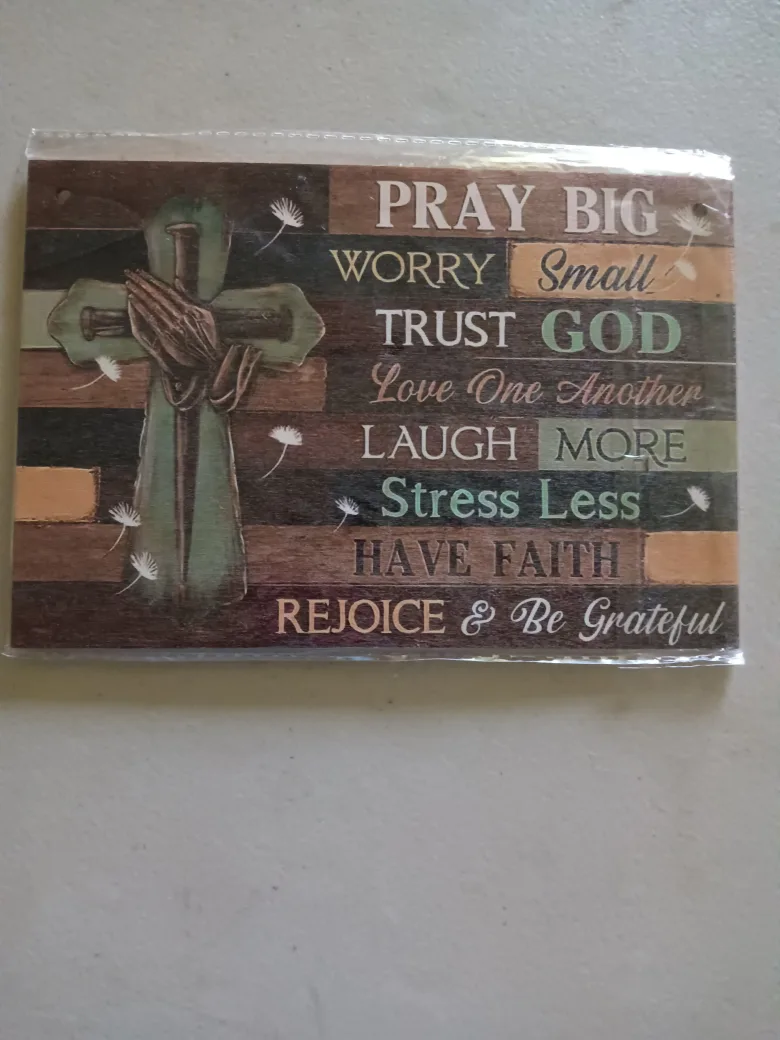 PRAY BIG
WORRY Small
TRUST GOD
Love One Another
LAUGH MORE
Stress Less
HAVE FAITH
REJOICE & Be Grateful